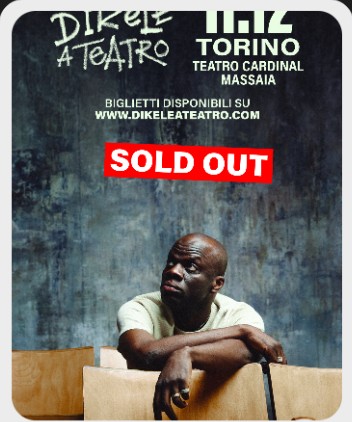 DIKELE
A TEATRO
11.12
TORINO
TEATRO CARDINAL
MASSAIA
BIGLIETTI DISPONIBILI SU
WWW.DIKELEATEATRO.COM
SOLD OUT